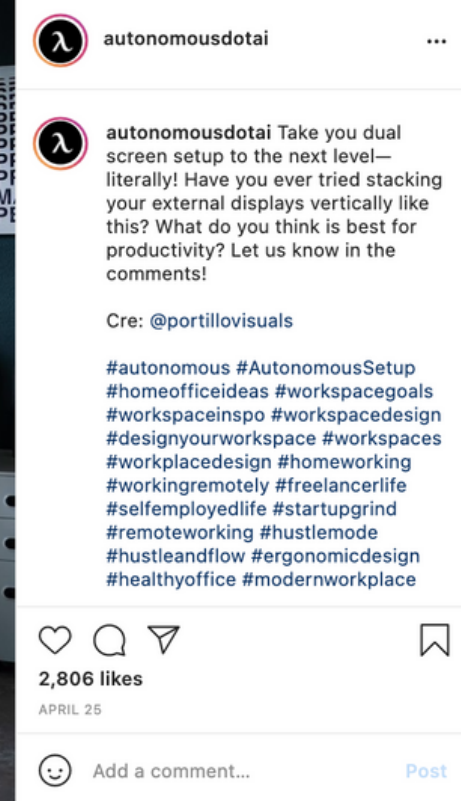 autonomousdotai
autonomousdotai Take you dual
screen setup to the next level—
literally! Have you ever tried stacking
your external displays vertically like
this? What do you think is best for
productivity? Let us know in the
comments!
Cre: @portillovisuals
#autonomous #AutonomousSetup
#homeofficeideas #workspacegoals
#workspaceinspo #workspacedesign
#designyourworkspace #workspaces
#workplacedesign #homeworking
#workingremotely #freelancerlife
#selfemployedlife #startupgrind
#remoteworking #hustlemode
#hustleandflow #ergonomicdesign
#healthyoffice #modernworkplace
2,806 likes
APRIL 25
Add a comment...
Post